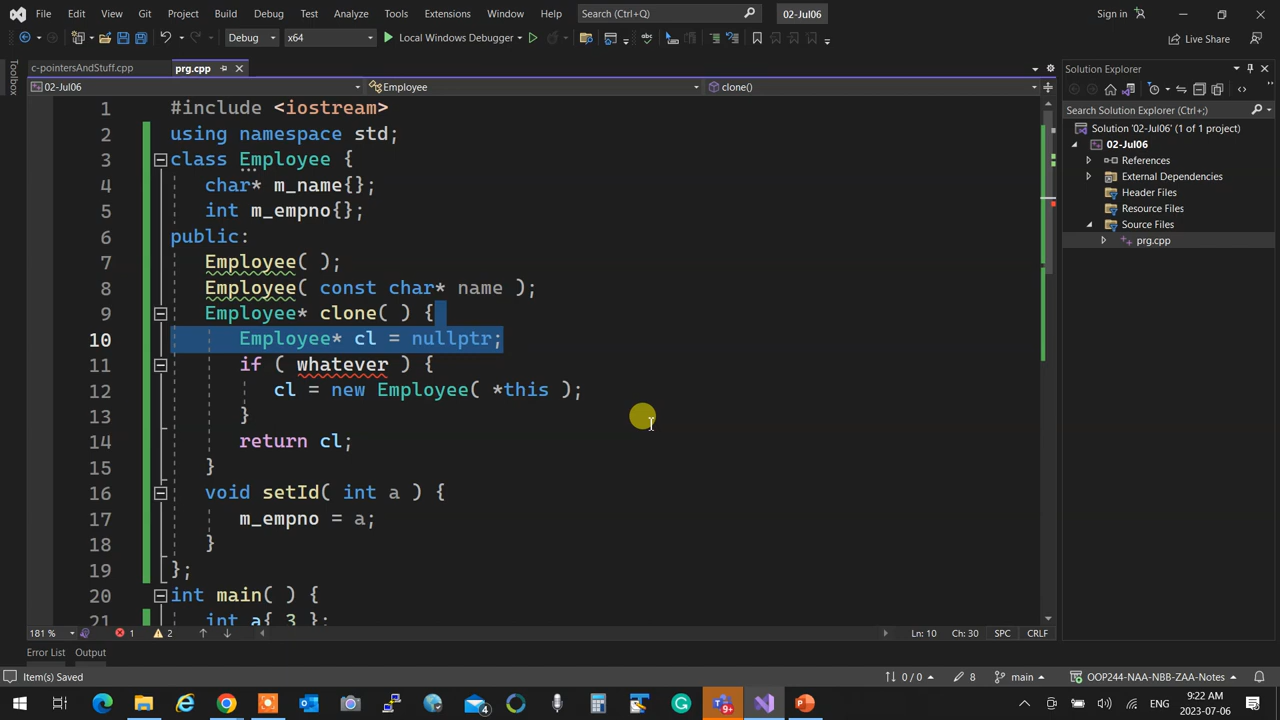 File Edit View Git Project Build Debug Test Analyze Tools Extensions Window Help Search (Ctrl+Q) 02-Jul06 Sign in
Debug x64 Local Windows Debugger Live Share
Toolbox
c-pointersAndStuff.cpp prg.cpp
02-Jul06 Employee clone()
1 #include <iostream>
2 using namespace std;
3 class Employee {
4 char* m_name{};
5 int m_empno{};
6 public:
7 Employee( );
8 Employee( const char* name );
9 Employee* clone( ) {
10 Employee* cl = nullptr;
11 if ( whatever ) {
12 cl = new Employee( *this );
13 }
14 return cl;
15 }
16 void setId( int a ) {
17 m_empno = a;
18 }
19 };
20 int main( ) {
21 int a{ 3 };
181 % 1 2 Ln: 10 Ch: 30 SPC CRLF
Solution Explorer
Search Solution Explorer (Ctrl+;)
Solution '02-Jul06' (1 of 1 project)
02-Jul06
References
External Dependencies
Header Files
Resource Files
Source Files
prg.cpp
Error List Output
Item(s) Saved 0 / 0 8 main OOP244-NAA-NBB-ZAA-Notes
4 9+ 9:22 AM
2023-07-06